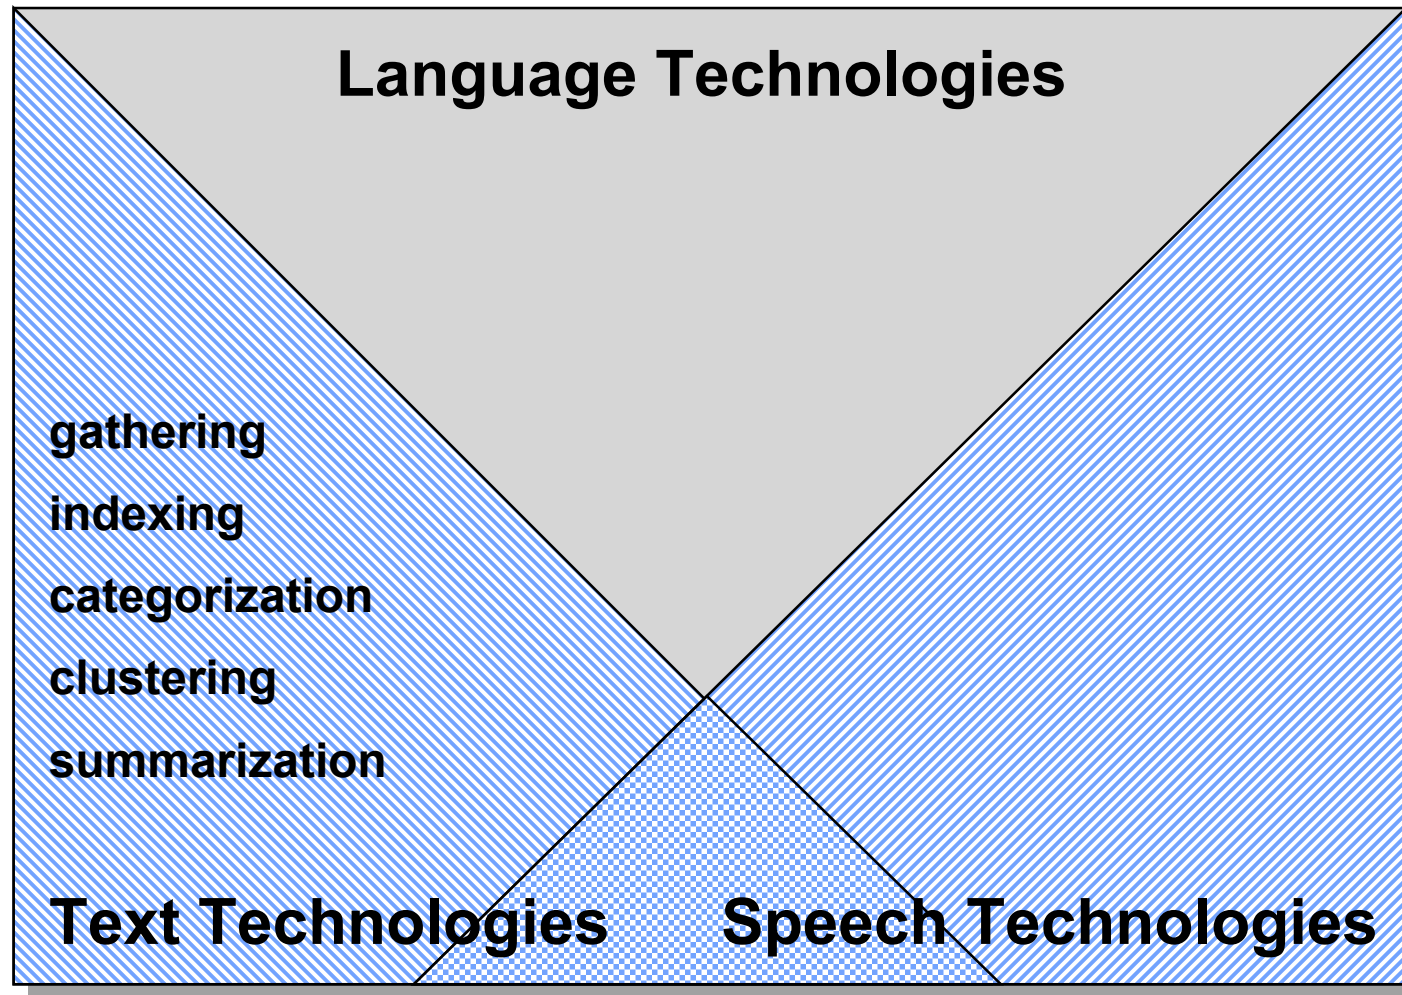 Language Technologies
gathering
indexing
categorization
clustering
summarization
Text Technologies
Speech Technologies